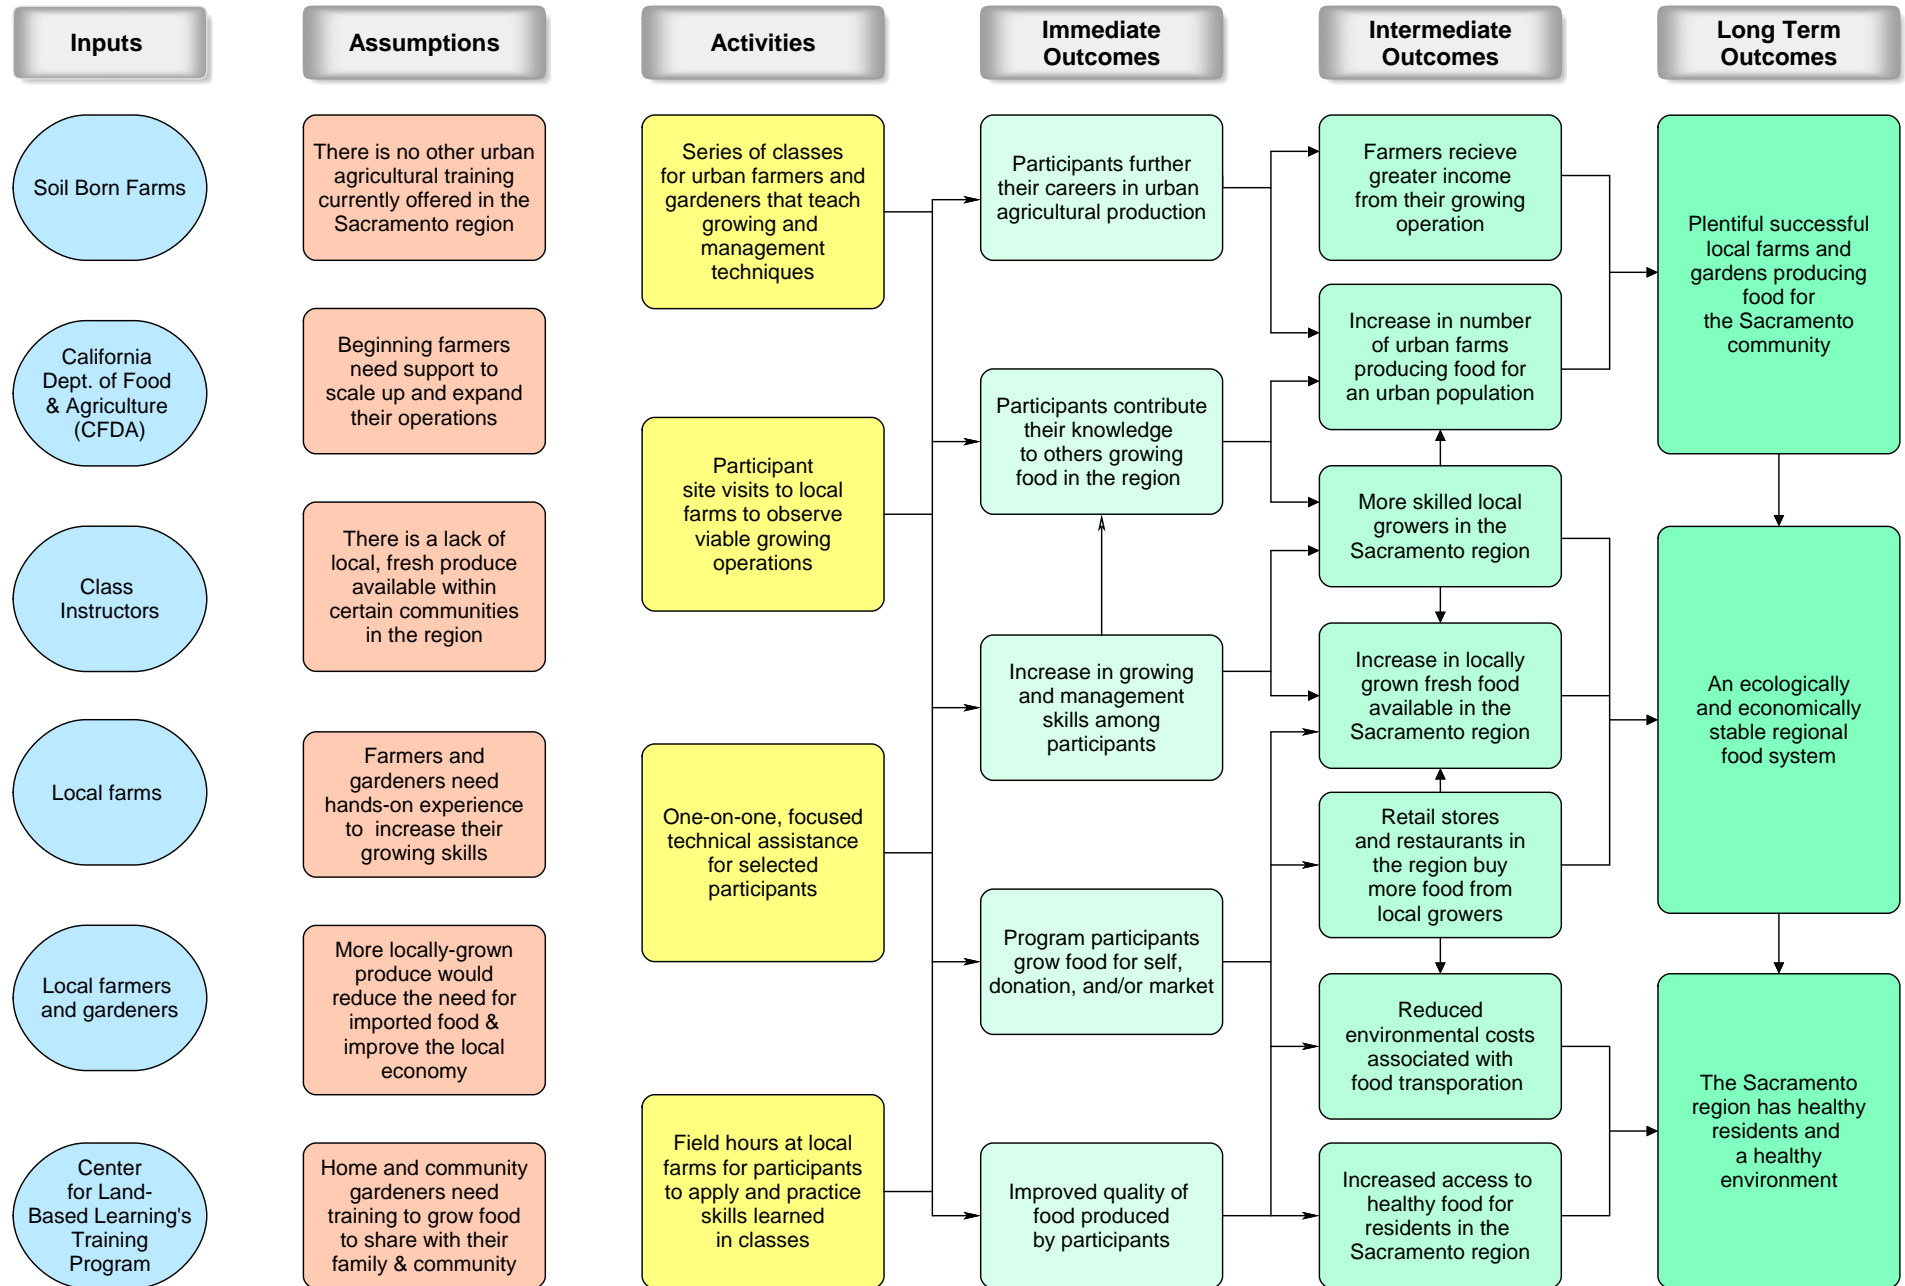 Inputs
Assumptions
Activities
Immediate
Outcomes
Intermediate
Outcomes
Long Term
Outcomes
Soil Born Farms
California
Dept. of Food
& Agriculture
(CFDA)
Class
Instructors
Local farms
Local farmers
and gardeners
Center
for Land-
Based Learning's
Training
Program
There is no other urban
agricultural training
currently offered in the
Sacramento region
Beginning farmers
need support to
scale up and expand
their operations
There is a lack of
local, fresh produce
available within
certain communities
in the region
Farmers and
gardeners need
hands-on experience
to increase their
growing skills
More locally-grown
produce would
reduce the need for
imported food &
improve the local
economy
Home and community
gardeners need
training to grow food
to share with their
family & community
Series of classes
for urban farmers and
gardeners that teach
growing and
management
techniques
Participant
site visits to local
farms to observe
viable growing
operations
One-on-one, focused
technical assistance
for selected
participants
Field hours at local
farms for participants
to apply and practice
skills learned
in classes
Participants further
their careers in urban
agricultural production
Participants contribute
their knowledge
to others growing
food in the region
Increase in growing
and management
skills among
participants
Program participants
grow food for self,
donation, and/or market
Improved quality of
food produced
by participants
Farmers recieve
greater income
from their growing
operation
Increase in number
of urban farms
producing food for
an urban population
More skilled local
growers in the
Sacramento region
Increase in locally
grown fresh food
available in the
Sacramento region
Retail stores
and restaurants in
the region buy
more food from
local growers
Reduced
environmental costs
associated with
food transporation
Increased access to
healthy food for
residents in the
Sacramento region
Plentiful successful
local farms and
gardens producing
food for
the Sacramento
community
An ecologically
and economically
stable regional
food system
The Sacramento
region has healthy
residents and
a healthy
environment